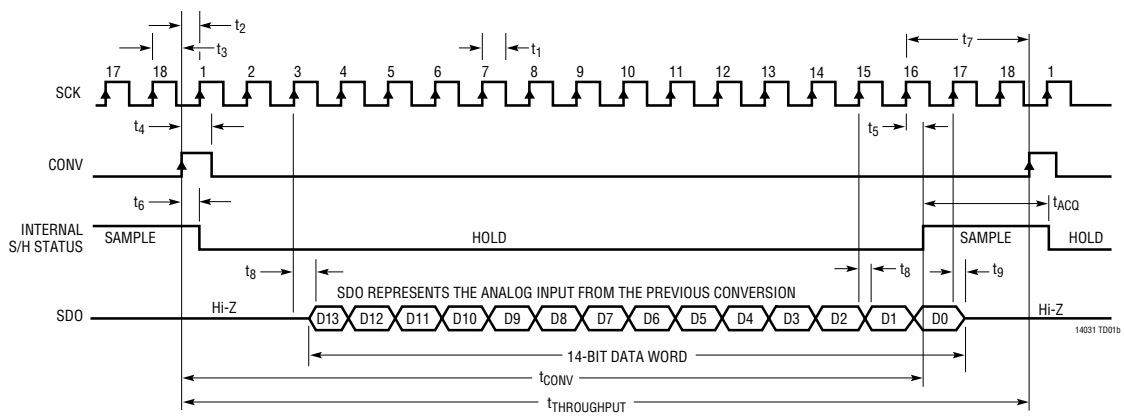 t2
t3
t1
t7
17 18 1 2 3 4 5 6 7 8 9 10 11 12 13 14 15 16 17 18 1
SCK
t4
t5
CONV
t6
tACQ
INTERNAL
S/H STATUS
SAMPLE
HOLD
SAMPLE
HOLD
t8
t8
t9
SDO REPRESENTS THE ANALOG INPUT FROM THE PREVIOUS CONVERSION
SDO
Hi-Z
D13 D12 D11 D10 D9 D8 D7 D6 D5 D4 D3 D2 D1 D0
Hi-Z
14031 TD01b
14-BIT DATA WORD
tCONV
tTHROUGHPUT